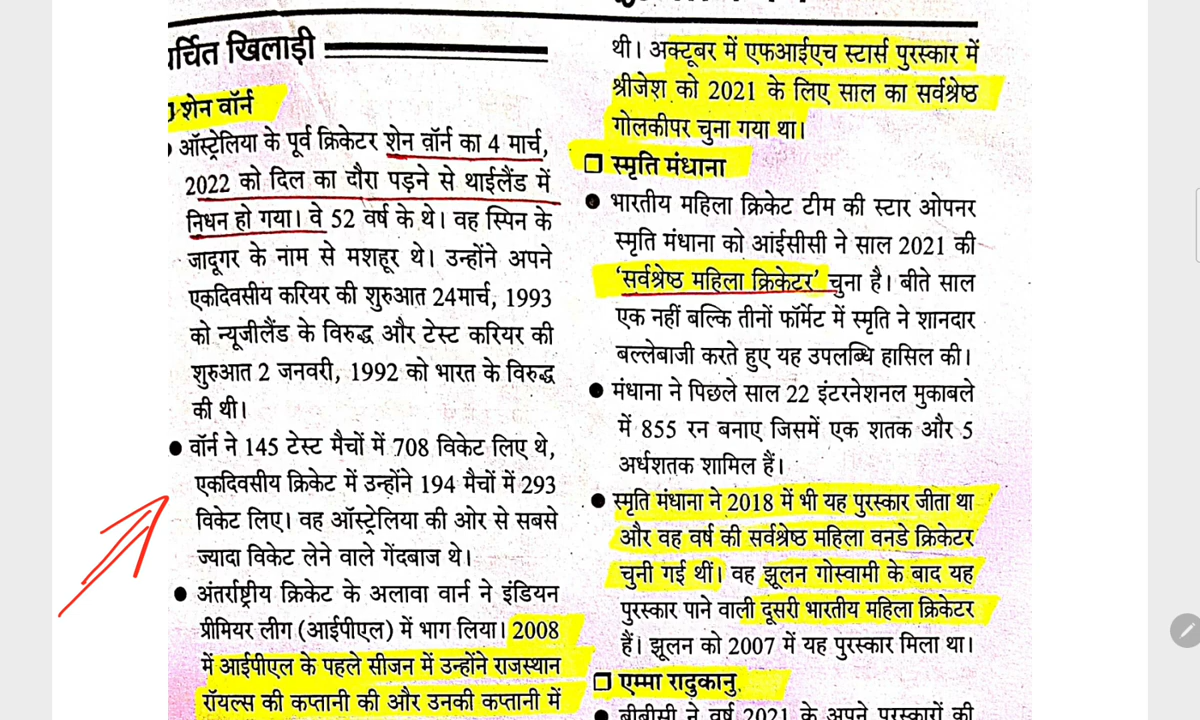 र्चित खिलाड़ी
शेन वॉर्न
ऑस्ट्रेलिया के पूर्व क्रिकेटर शेन वॉर्न का 4 मार्च,
2022 को दिल का दौरा पड़ने से थाईलैंड में
निधन हो गया। वे 52 वर्ष के थे। वह स्पिन के
जादूगर के नाम से मशहूर थे। उन्होंने अपने
एकदिवसीय करियर की शुरुआत 24मार्च, 1993
को न्यूजीलैंड के विरुद्ध और टेस्ट करियर की
शुरुआत 2 जनवरी, 1992 को भारत के विरुद्ध
की थी।
● वॉर्न ने 145 टेस्ट मैचों में 708 विकेट लिए थे,
एकदिवसीय क्रिकेट में उन्होंने 194 मैचों में 293
विकेट लिए। वह ऑस्ट्रेलिया की ओर से सबसे
ज्यादा विकेट लेने वाले गेंदबाज थे।
● अंतर्राष्ट्रीय क्रिकेट के अलावा वार्न ने इंडियन
प्रीमियर लीग (आईपीएल) में भाग लिया। 2008
में आईपीएल के पहले सीजन में उन्होंने राजस्थान
रॉयल्स की कप्तानी की और उनकी कप्तानी में
थी। अक्टूबर में एफआईएच स्टार्स पुरस्कार में
श्रीजेश को 2021 के लिए साल का सर्वश्रेष्ठ
गोलकीपर चुना गया था।
❑ स्मृति मंधाना
● भारतीय महिला क्रिकेट टीम की स्टार ओपनर
स्मृति मंधाना को आईसीसी ने साल 2021 की
‘सर्वश्रेष्ठ महिला क्रिकेटर’ चुना है। बीते साल
एक नहीं बल्कि तीनों फॉर्मेट में स्मृति ने शानदार
बल्लेबाजी करते हुए यह उपलब्धि हासिल की।
● मंधाना ने पिछले साल 22 इंटरनेशनल मुकाबले
में 855 रन बनाए जिसमें एक शतक और 5
अर्धशतक शामिल हैं।
● स्मृति मंधाना ने 2018 में भी यह पुरस्कार जीता था
और वह वर्ष की सर्वश्रेष्ठ महिला वनडे क्रिकेटर
चुनी गई थीं। वह झूलन गोस्वामी के बाद यह
पुरस्कार पाने वाली दूसरी भारतीय महिला क्रिकेटर
हैं। झूलन को 2007 में यह पुरस्कार मिला था।
❑ एम्मा रादुकानु
● बीबीसी ने वर्ष 2021 के अपने पुरस्कारों की